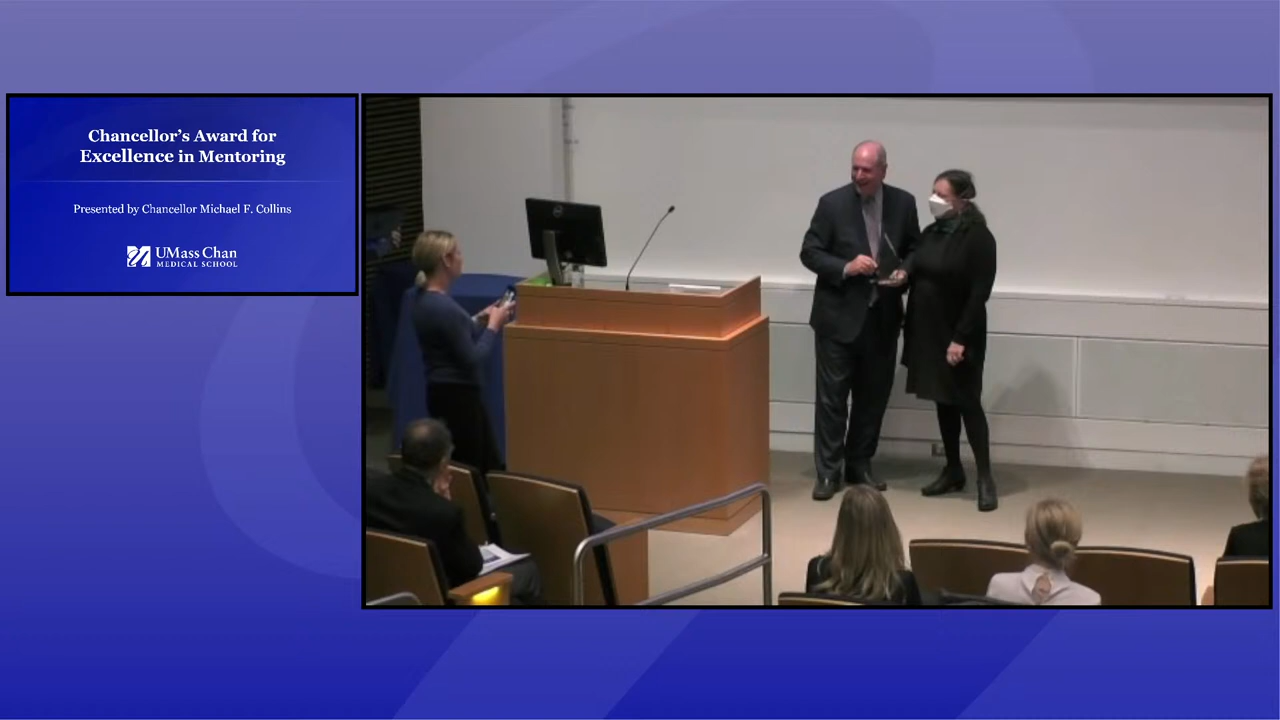 Chancellor's Award for
Excellence in Mentoring
Presented by Chancellor Michael F. Collins
UMass Chan
MEDICAL SCHOOL